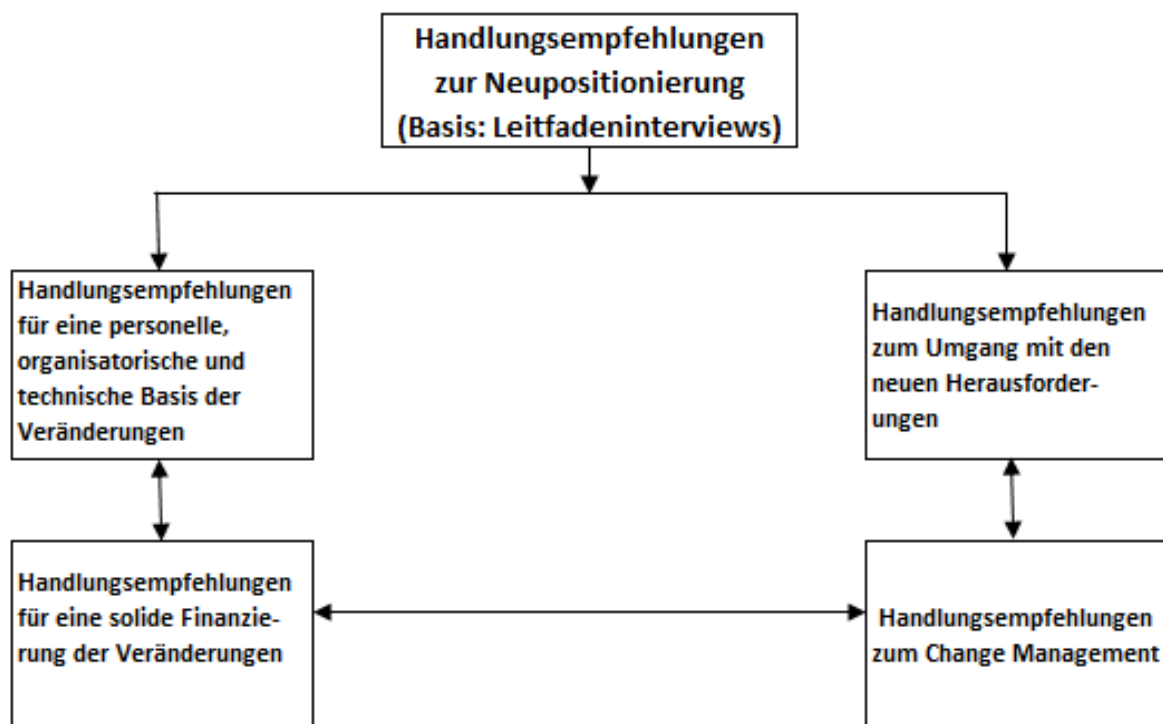 Handlungsempfehlungen
zur Neupositionierung
(Basis: Leitfadeninterviews)
Handlungsempfehlungen
für eine personelle,
organisatorische und
technische Basis der
Veränderungen
Handlungsempfehlungen
zum Umgang mit den
neuen Herausforder-
ungen
Handlungsempfehlungen
für eine solide Finanzie-
rung der Veränderungen
Handlungsempfehlungen
zum Change Management